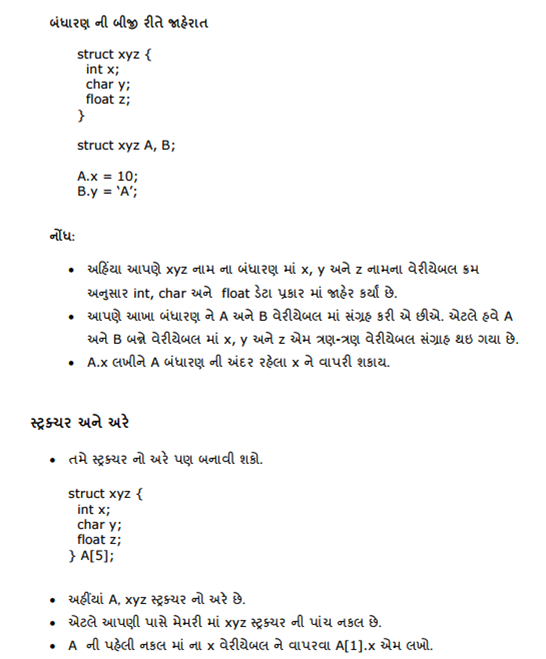 બંધારણ ની બીજી રીતે જાહેરાત
struct xyz {
int x;
char y;
float z;
}
struct xyz A, B;
A.x = 10;
B.y = ‘A’;
નોંધ:
• અહિંયા આપણે xyz નામ ના બંધારણ માં x, y અને z નામના વેરીયેબલ ક્રમ
અનુસાર int, char અને float ડેટા પ્રકાર માં જાહેર કર્યાં છે.
• આપણે આખા બંધારણ ને A અને B વેરીયેબલ માં સંગ્રહ કરી એ છીએ. એટલે હવે A
અને B બન્ને વેરીયેબલ માં x, y અને z એમ ત્રણ-ત્રણ વેરીયેબલ સંગ્રાહ થઇ ગયા છે.
• A.x લખીને A બંધારણ ની અંદર રહેલા x ને વાપરી શકાય.
સ્ટ્રક્ચર અને અરે
• તમે સ્ટ્રક્ચર નો અરે પણ બનાવી શકો.
struct xyz {
int x;
char y;
float z;
} A[5];
• અહીંયાં A, xyz સ્ટ્રક્ચર નો અરે છે.
• એટલે આપણી પાસે મેમરી માં xyz સ્ટ્રક્ચર ની પાંચ નકલ છે.
• A ની પહેલી નકલ માં ના x વેરીયેબલ ને વાપરવા A[1].x એમ લખો.